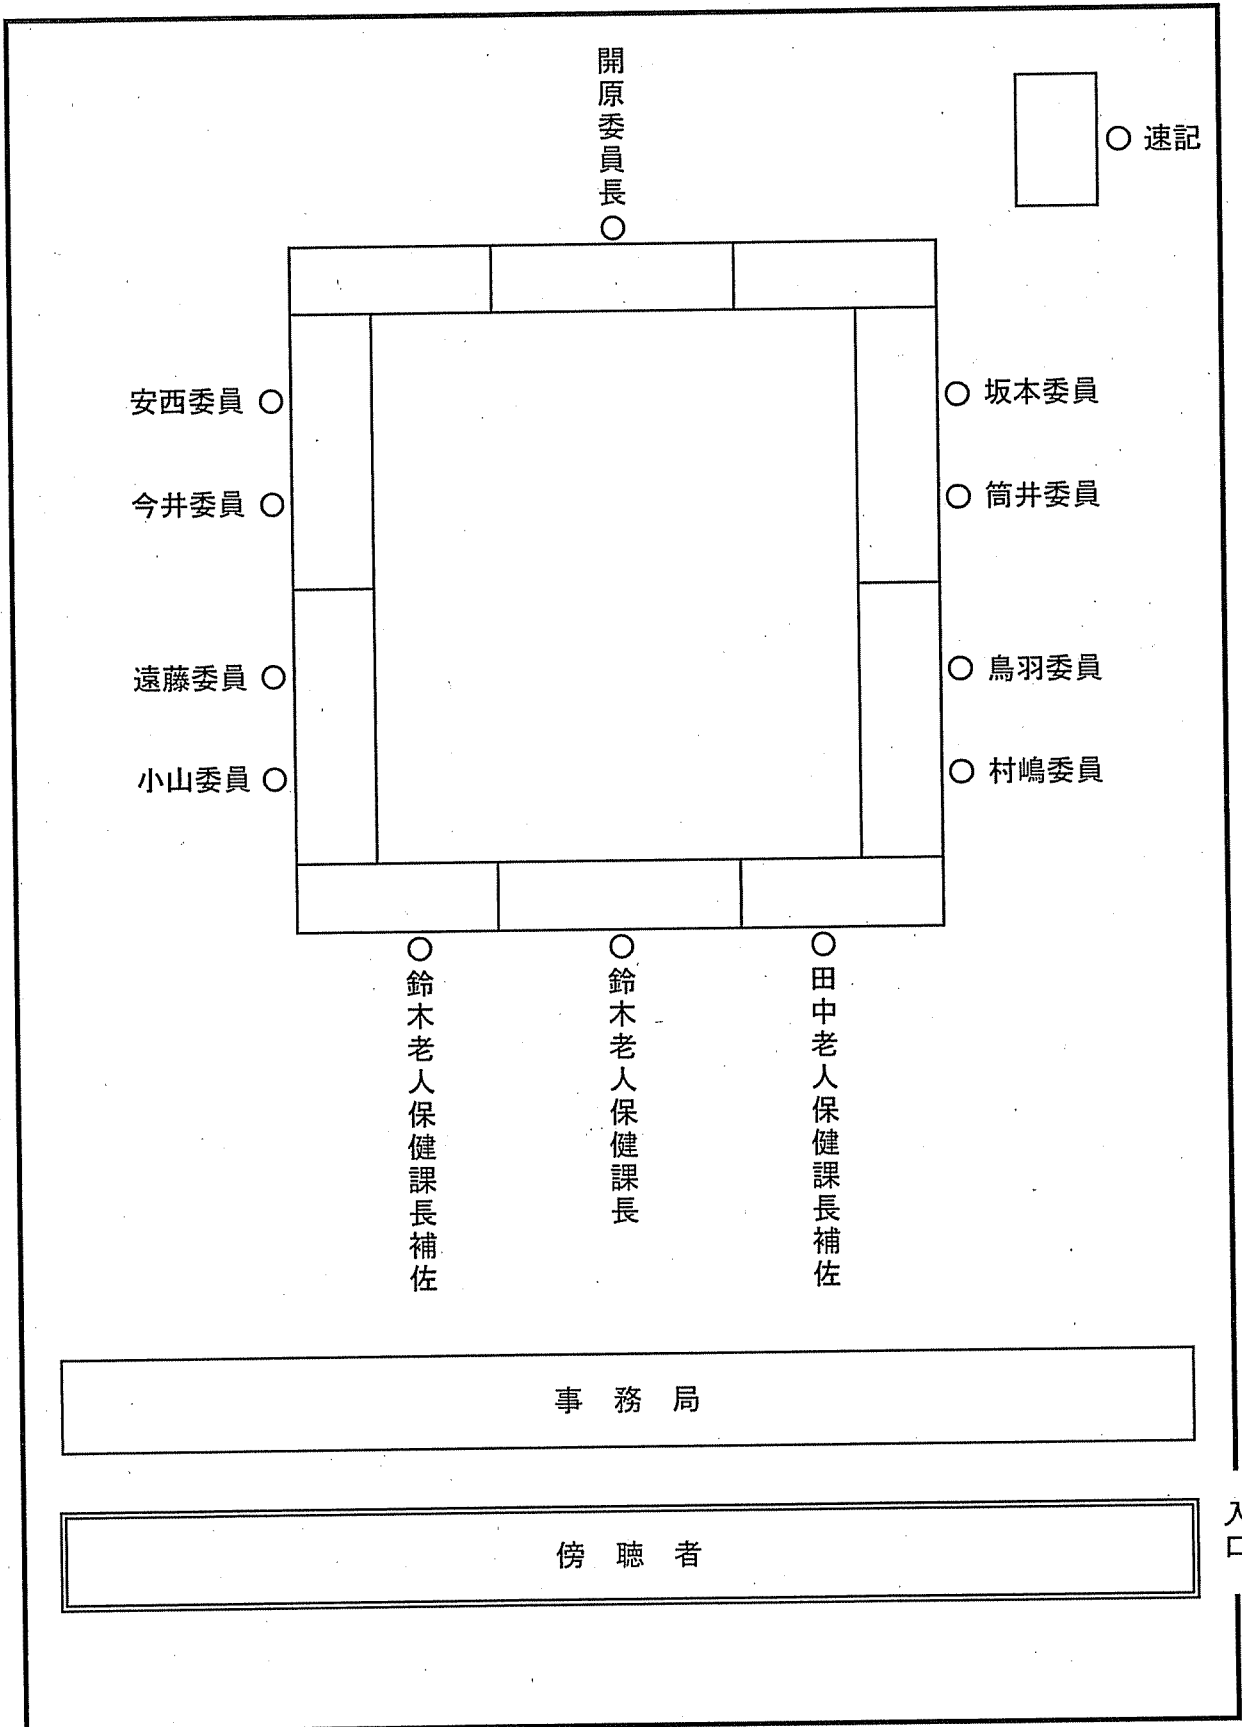 開原委員長
速記
安西委員
坂本委員
今井委員
筒井委員
遠藤委員
鳥羽委員
小山委員
村嶋委員
鈴木老人保健課長補佐
鈴木老人保健課長
田中老人保健課長補佐
事務局
入口
傍聴者